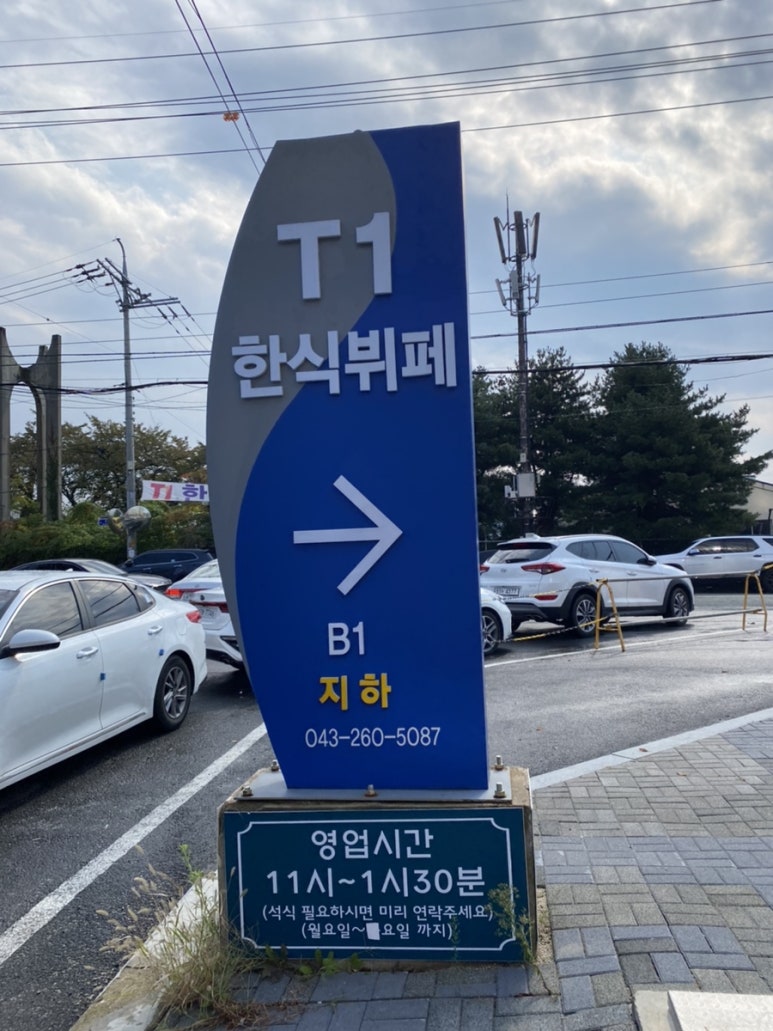 T1
한식뷔페
B1
지하
043-260-5087
영업시간
11시~1시30분
(석식 필요하시면 미리 연락주세요)
(월요일~ 요일 까지)
T1 한